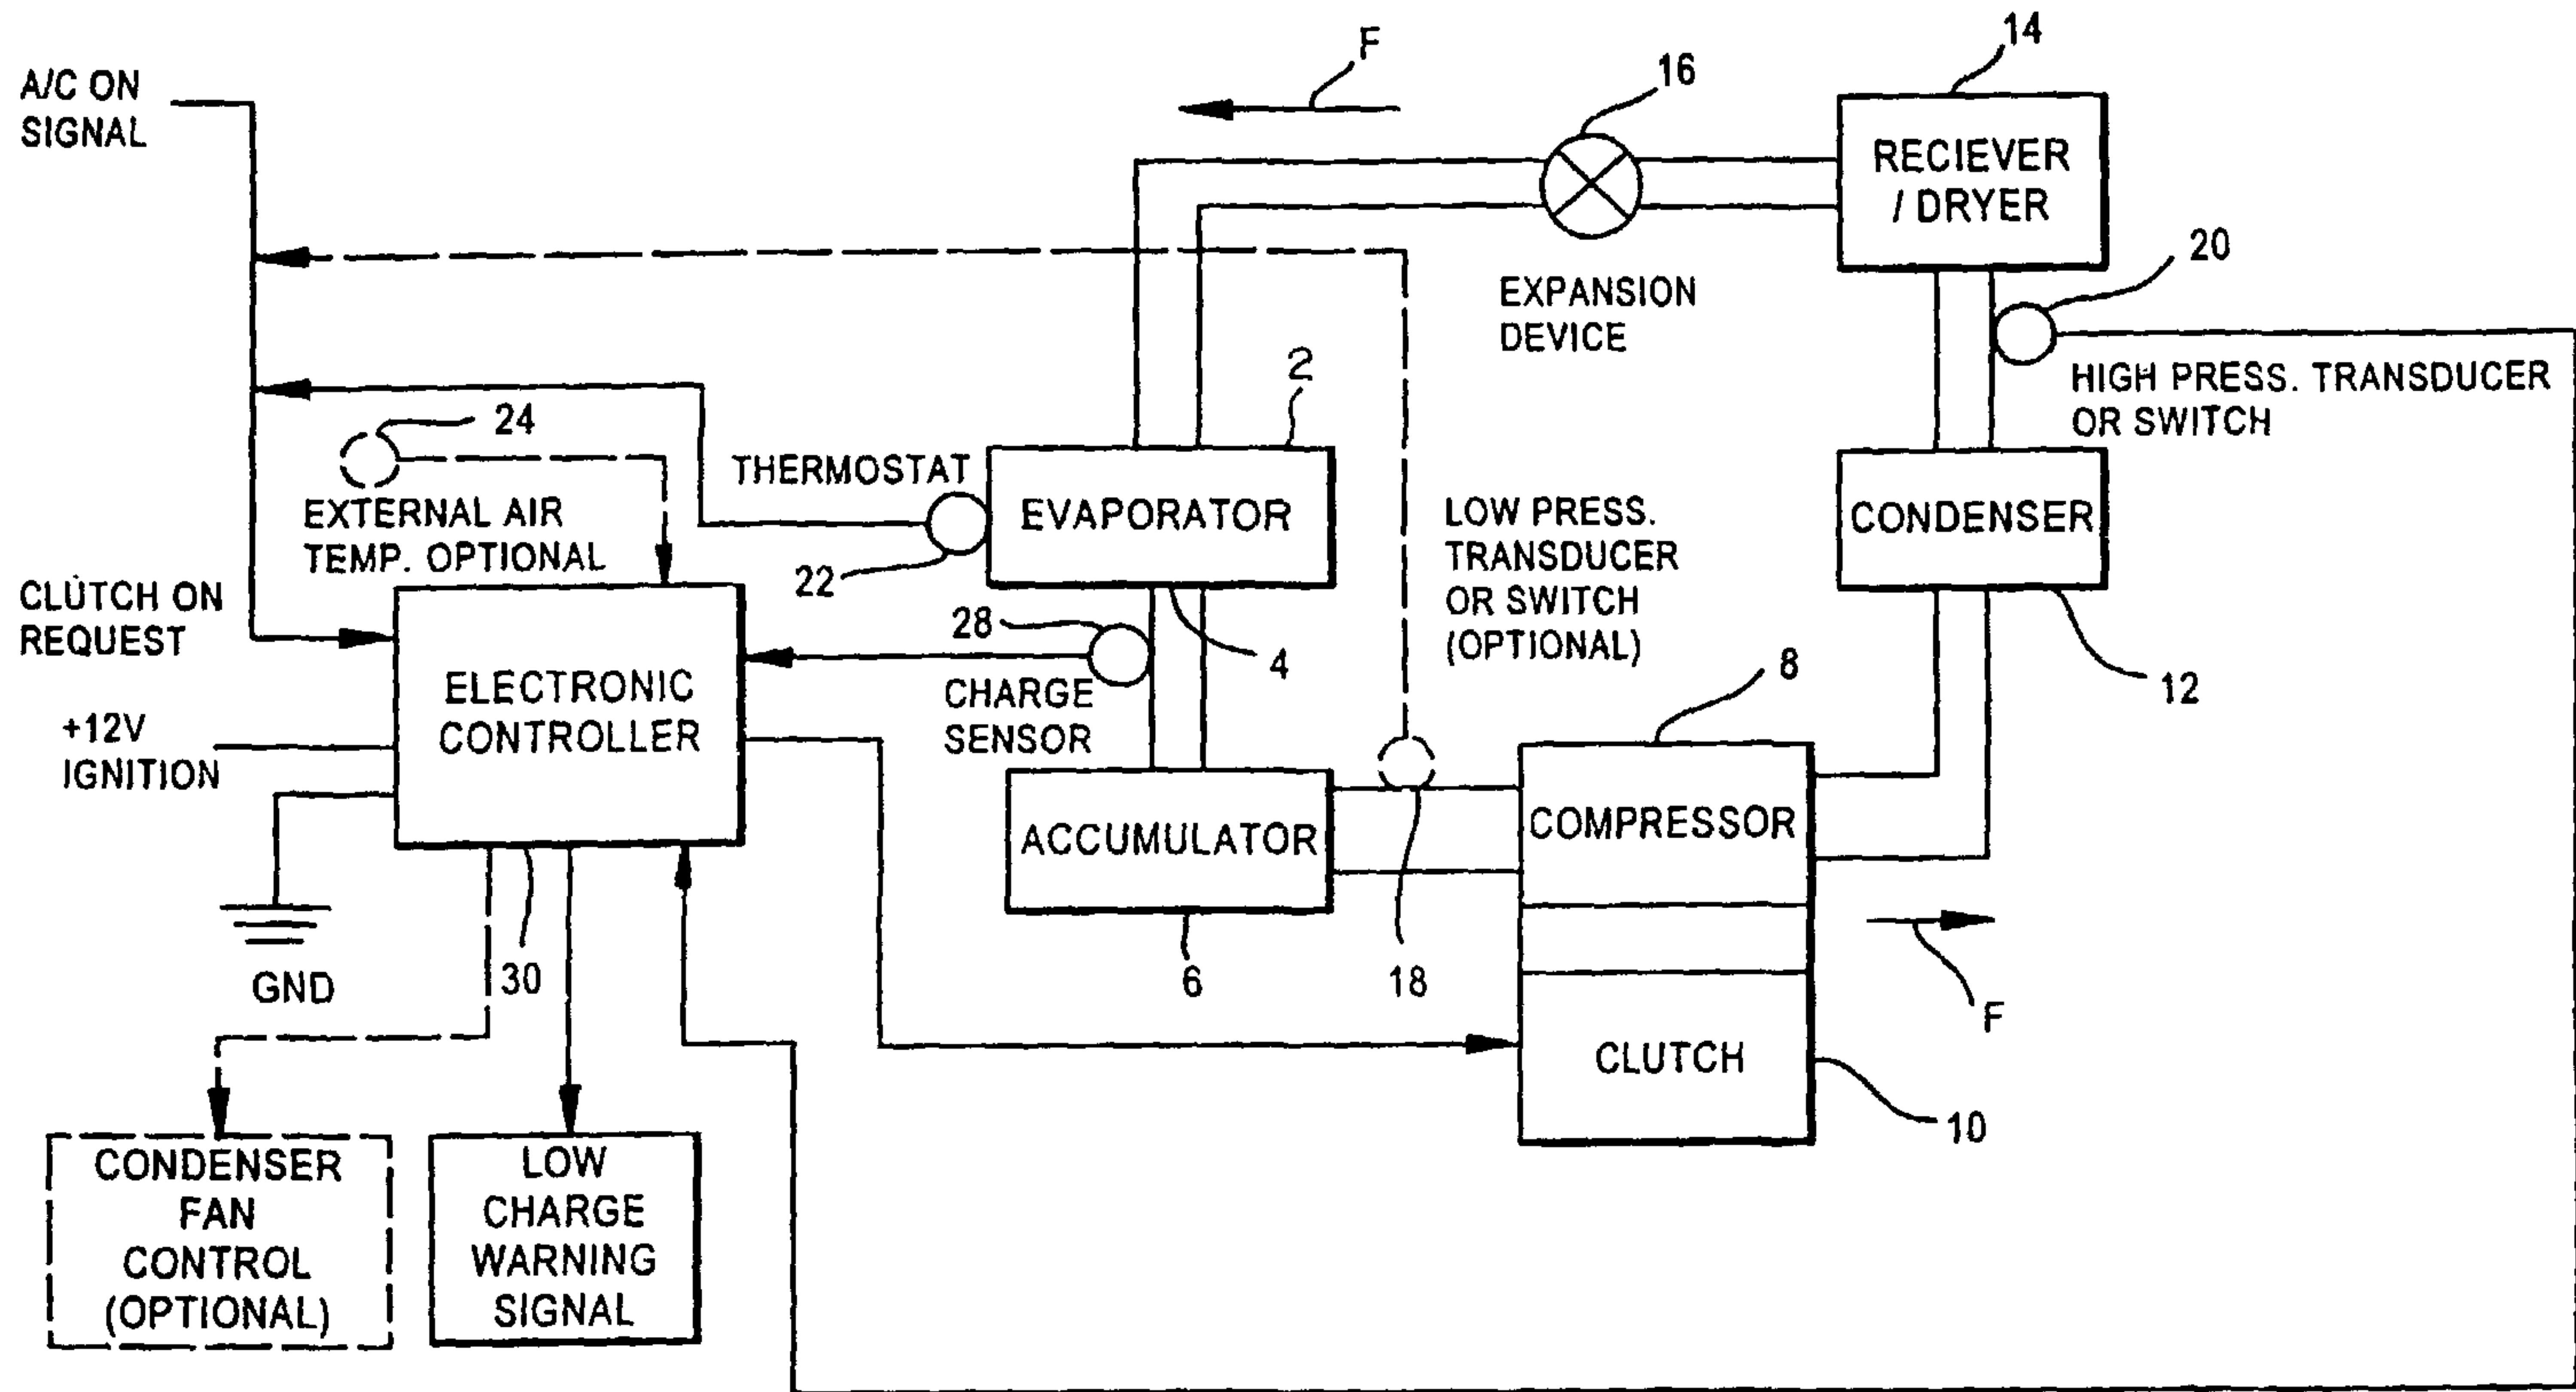 A/C ON
SIGNAL
F
16
14
RECIEVER
/ DRYER
20
EXPANSION
DEVICE
HIGH PRESS. TRANSDUCER
OR SWITCH
2
24
THERMOSTAT
EVAPORATOR
22
EXTERNAL AIR
TEMP. OPTIONAL
LOW PRESS.
TRANSDUCER
OR SWITCH
(OPTIONAL)
CONDENSER
12
CLUTCH ON
REQUEST
28
4
CHARGE
SENSOR
ELECTRONIC
CONTROLLER
8
+12V
IGNITION
ACCUMULATOR
COMPRESSOR
6
18
30
GND
F
CLUTCH
10
CONDENSER
FAN
CONTROL
(OPTIONAL)
LOW
CHARGE
WARNING
SIGNAL